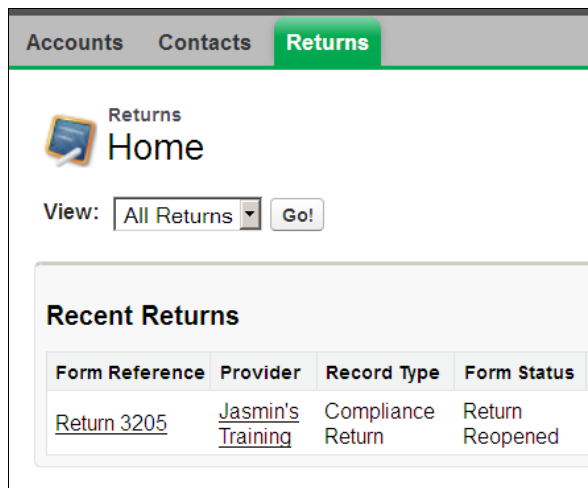 Accounts Contacts Returns
Returns
Home
View: All Returns Go!
Recent Returns
Form Reference Provider Record Type Form Status
Return 3205 Jasmin's Compliance Return
Training Return Reopened